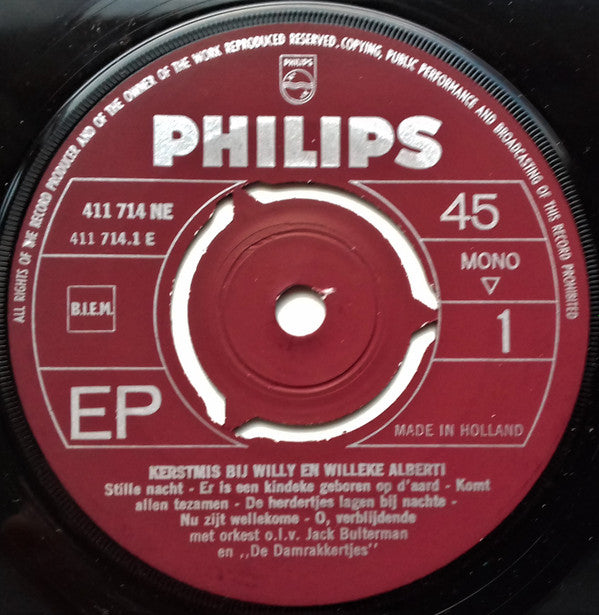 ALL RIGHTS OF THE RECORD PRODUCER AND OF THE OWNER OF THE WORK REPRODUCED RESERVED. COPYING, PUBLIC PERFORMANCE AND BROADCASTING OF THIS RECORD PROHIBITED
PHILIPS
PHILIPS
411 714 NE
411 714.1 E
45
MONO
B.I.E.M.
1
EP
MADE IN HOLLAND
KERSTMIS BIJ WILLY EN WILLEKE ALBERTI
Stille nacht - Er is een kindeke geboren op d'aard - Komt
allen tezamen - De herdertjes lagen bij nachte -
Nu zijt wellekome - O, verblijdende
met orkest o.l.v. Jack Bulterman
en „De Damrakkertjes"